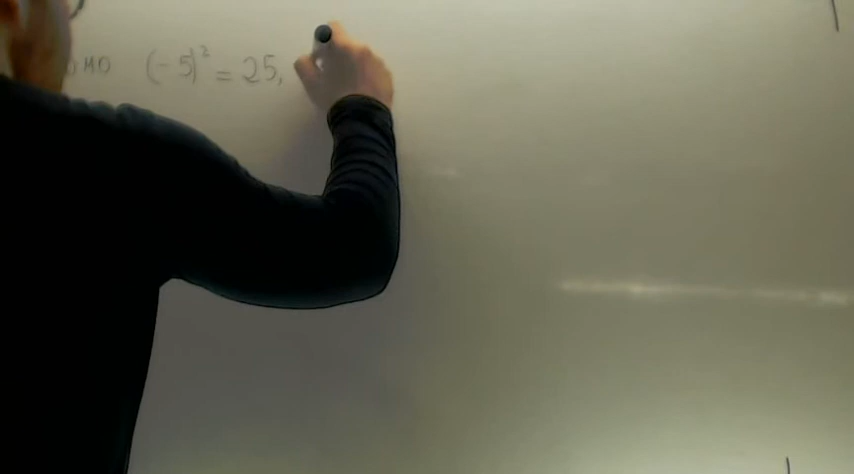 (-5)² = 25,